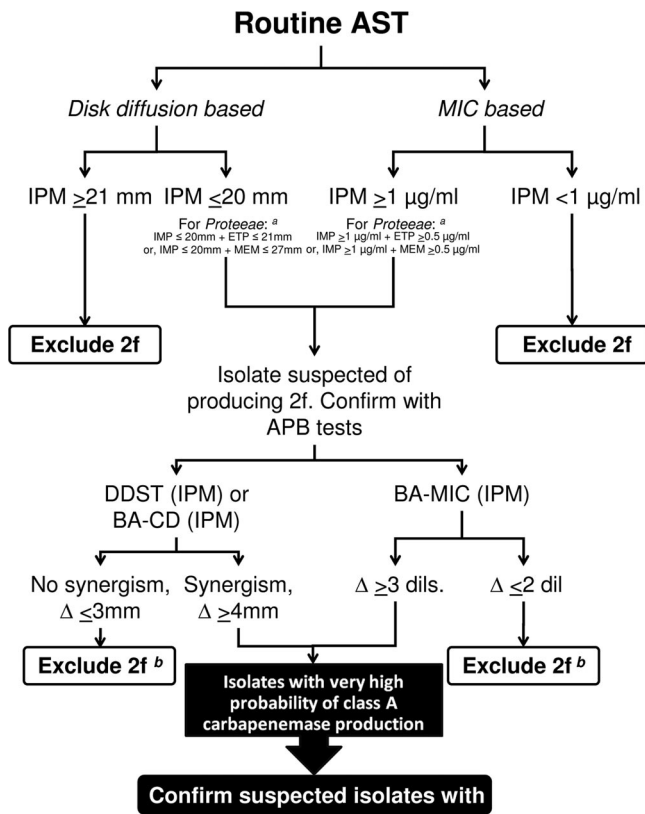 Routine AST
Disk diffusion based
MIC based
IPM ≥21 mm
IPM ≤20 mm
IPM ≥1 µg/ml
IPM <1 µg/ml
For Proteeae: a
IMP ≤ 20mm + ETP ≤ 21mm
or, IMP ≤ 20mm + MEM ≤ 27mm
For Proteeae: a
IMP ≥1 µg/ml + ETP ≥0.5 µg/ml
or, IMP ≥1 µg/ml + MEM ≥0.5 µg/ml
Exclude 2f
Exclude 2f
Isolate suspected of
producing 2f. Confirm with
APB tests
DDST (IPM) or
BA-CD (IPM)
BA-MIC (IPM)
No synergism,
Δ ≤3mm
Synergism,
Δ ≥4mm
Δ ≥3 dils.
Δ ≤2 dil
Exclude 2f b
Exclude 2f b
Isolates with very high
probability of class A
carbapenemase production
Confirm suspected isolates with